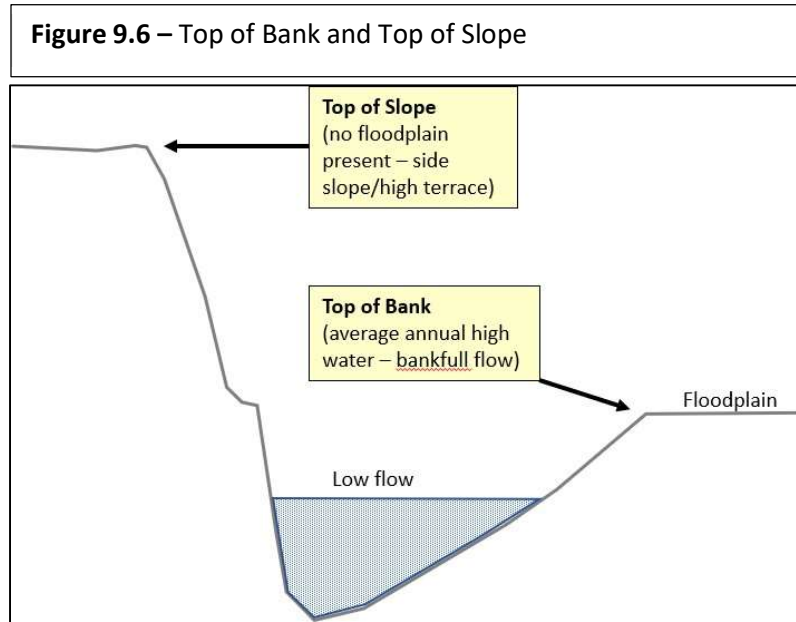 Figure 9.6 – Top of Bank and Top of Slope
Top of Slope
(no floodplain
present – side
slope/high terrace)
Top of Bank
(average annual high
water – bankfull flow)
Floodplain
Low flow